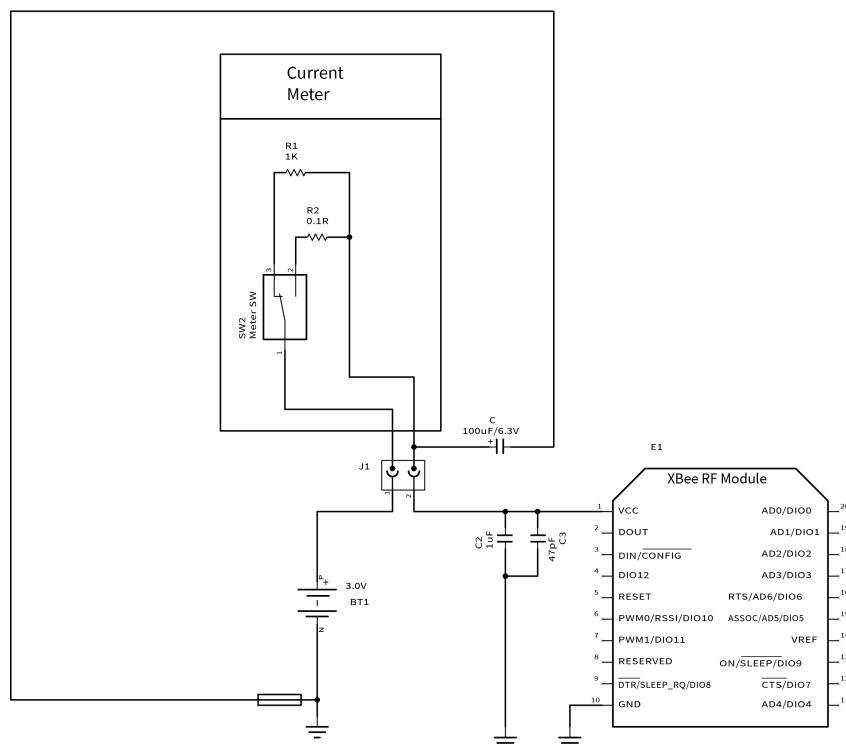 Current
Meter
R1
1K
R2
0.1R
3
2
SW2
Meter SW
1
C
100uF/6.3V
+
J1
1
2
E1
XBee RF Module
1 VCC AD0/DIO0 20
2 DOUT AD1/DIO1
3 DIN/CONFIG AD2/DIO2
4 DIO12 AD3/DIO3
5 RESET RTS/AD6/DIO6
6 PWM0/RSSI/DIO10 ASSOC/AD5/DIO5
7 PWM1/DIO11 VREF
8 RESERVED ON/SLEEP/DIO9
9 DTR/SLEEP_RQ/DIO8 CTS/DIO7
10 GND AD4/DIO4
C2
1uF
47pF
C3
P
+
3.0V
BT1
N